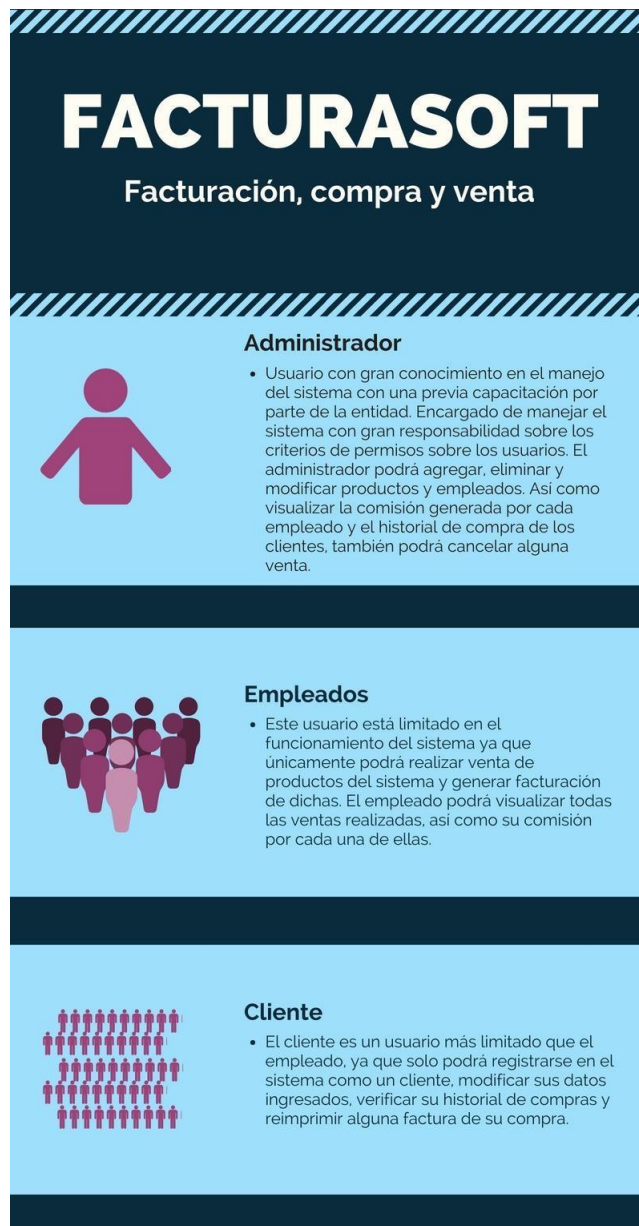 FACTURASOFT
Facturación, compra y venta
Administrador
• Usuario con gran conocimiento en el manejo
del sistema con una previa capacitación por
parte de la entidad. Encargado de manejar el
sistema con gran responsabilidad sobre los
criterios de permisos sobre los usuarios. El
administrador podrá agregar, eliminar y
modificar productos y empleados. Así como
visualizar la comisión generada por cada
empleado y el historial de compra de los
clientes, también podrá cancelar alguna
venta.
Empleados
• Este usuario está limitado en el
funcionamiento del sistema ya que
únicamente podrá realizar venta de
productos del sistema y generar facturación
de dichas. El empleado podrá visualizar todas
las ventas realizadas, así como su comisión
por cada una de ellas.
Cliente
• El cliente es un usuario más limitado que el
empleado, ya que solo podrá registrarse en el
sistema como un cliente, modificar sus datos
ingresados, verificar su historial de compras y
reimprimir alguna factura de su compra.